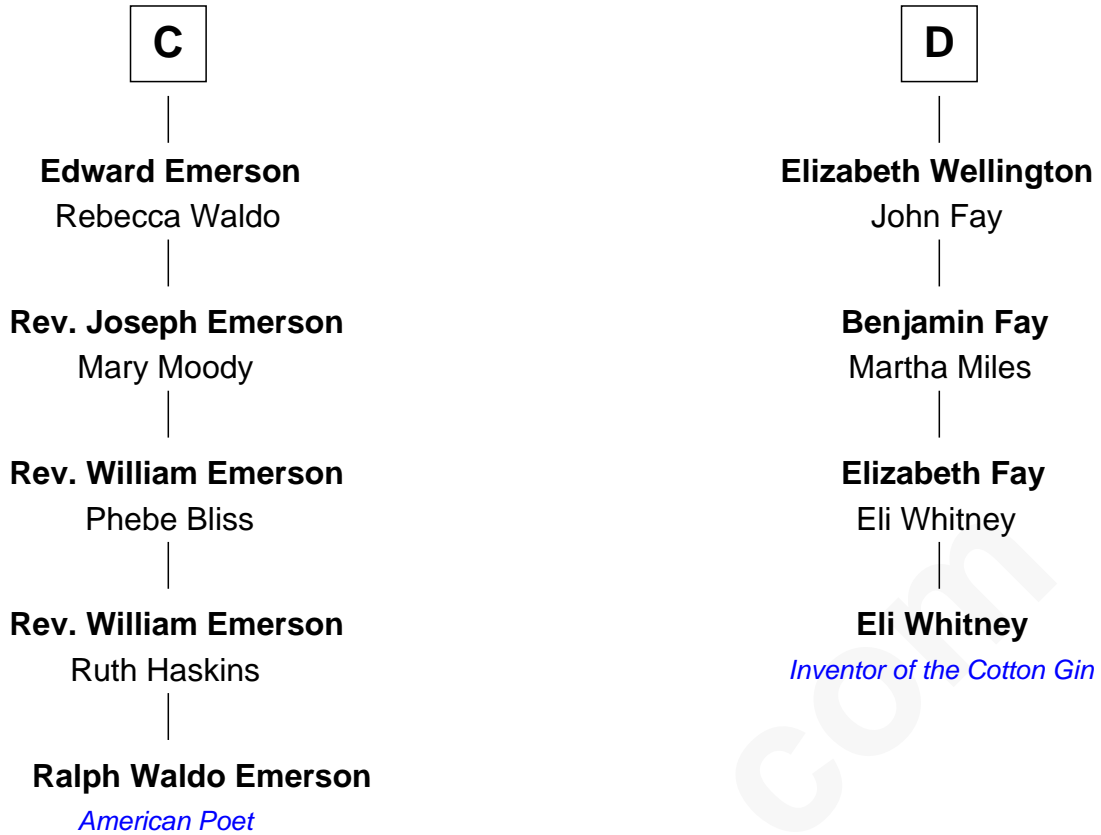 C
Edward Emerson
Rebecca Waldo
Rev. Joseph Emerson
Mary Moody
Rev. William Emerson
Phebe Bliss
Rev. William Emerson
Ruth Haskins
Ralph Waldo Emerson
American Poet
D
Elizabeth Wellington
John Fay
Benjamin Fay
Martha Miles
Elizabeth Fay
Eli Whitney
Eli Whitney
Inventor of the Cotton Gin
com